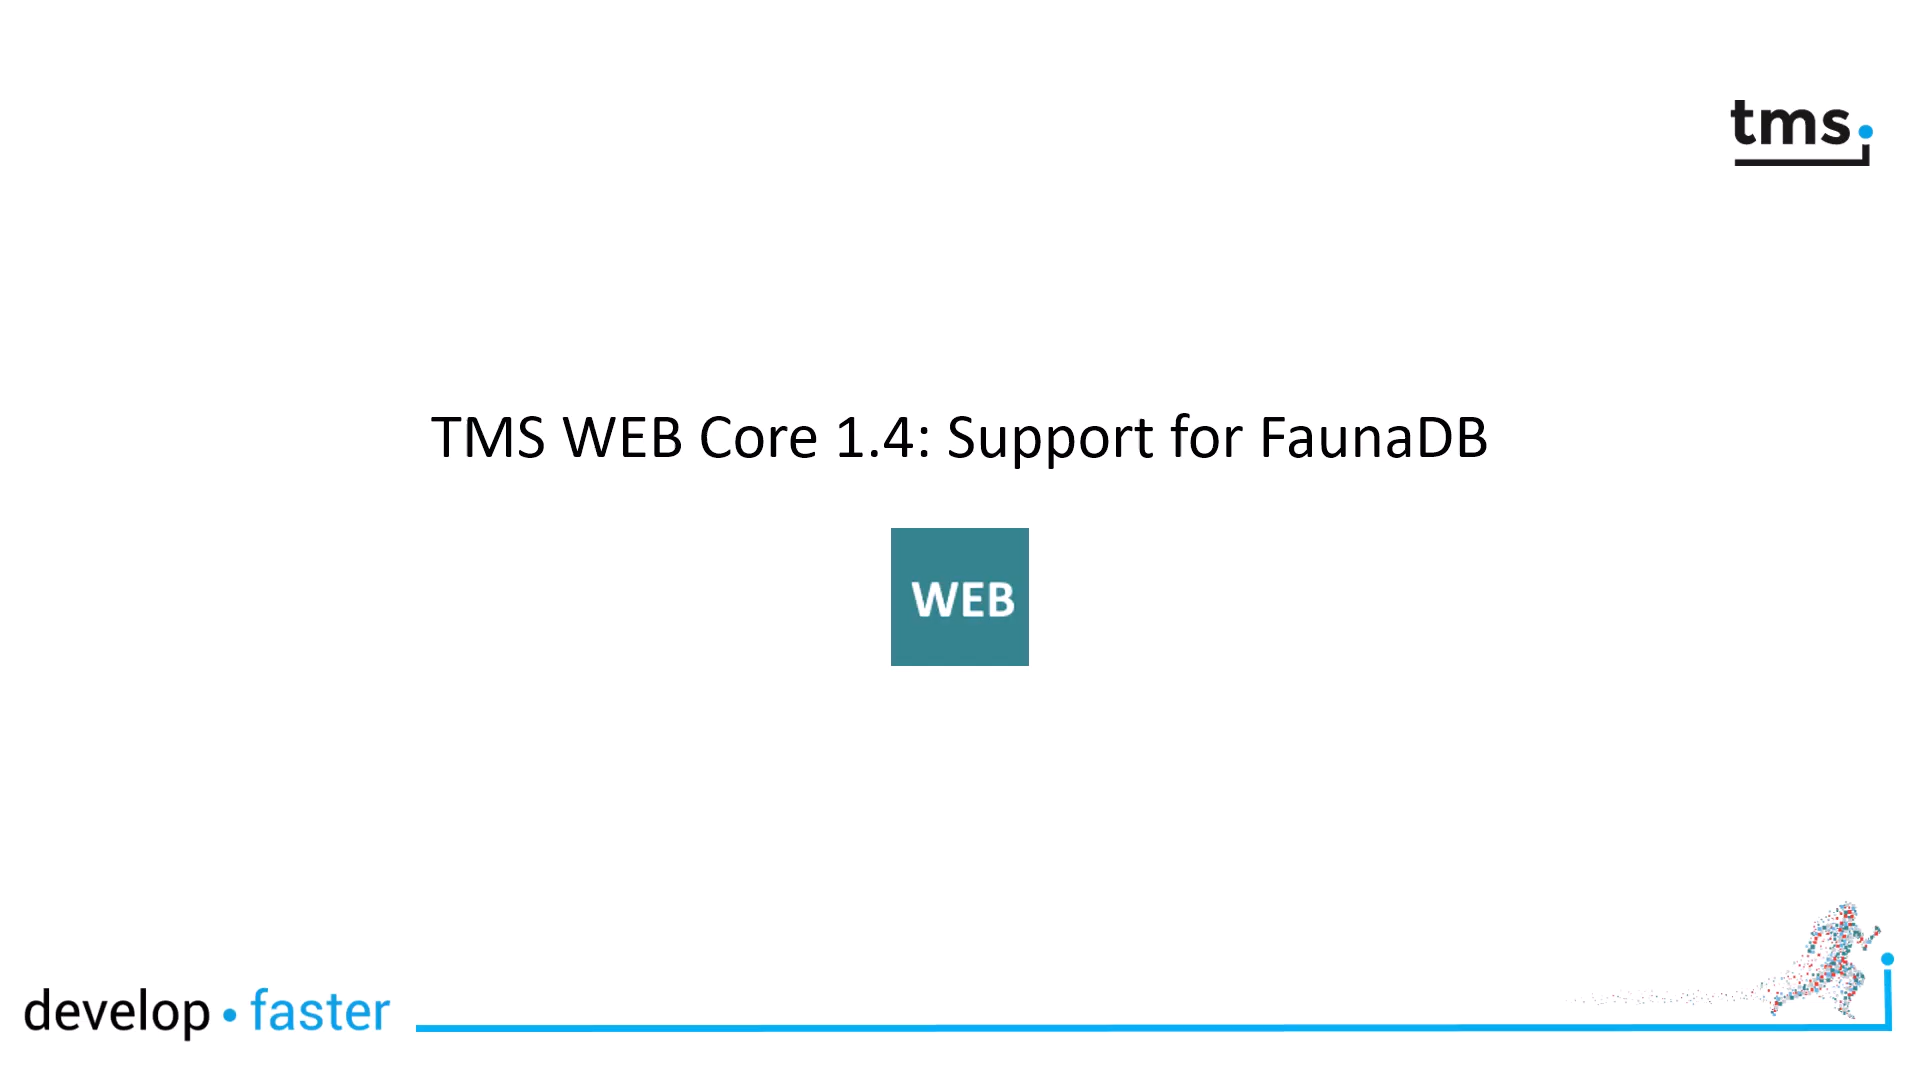 tms
TMS WEB Core 1.4: Support for FaunaDB
WEB
develop • faster